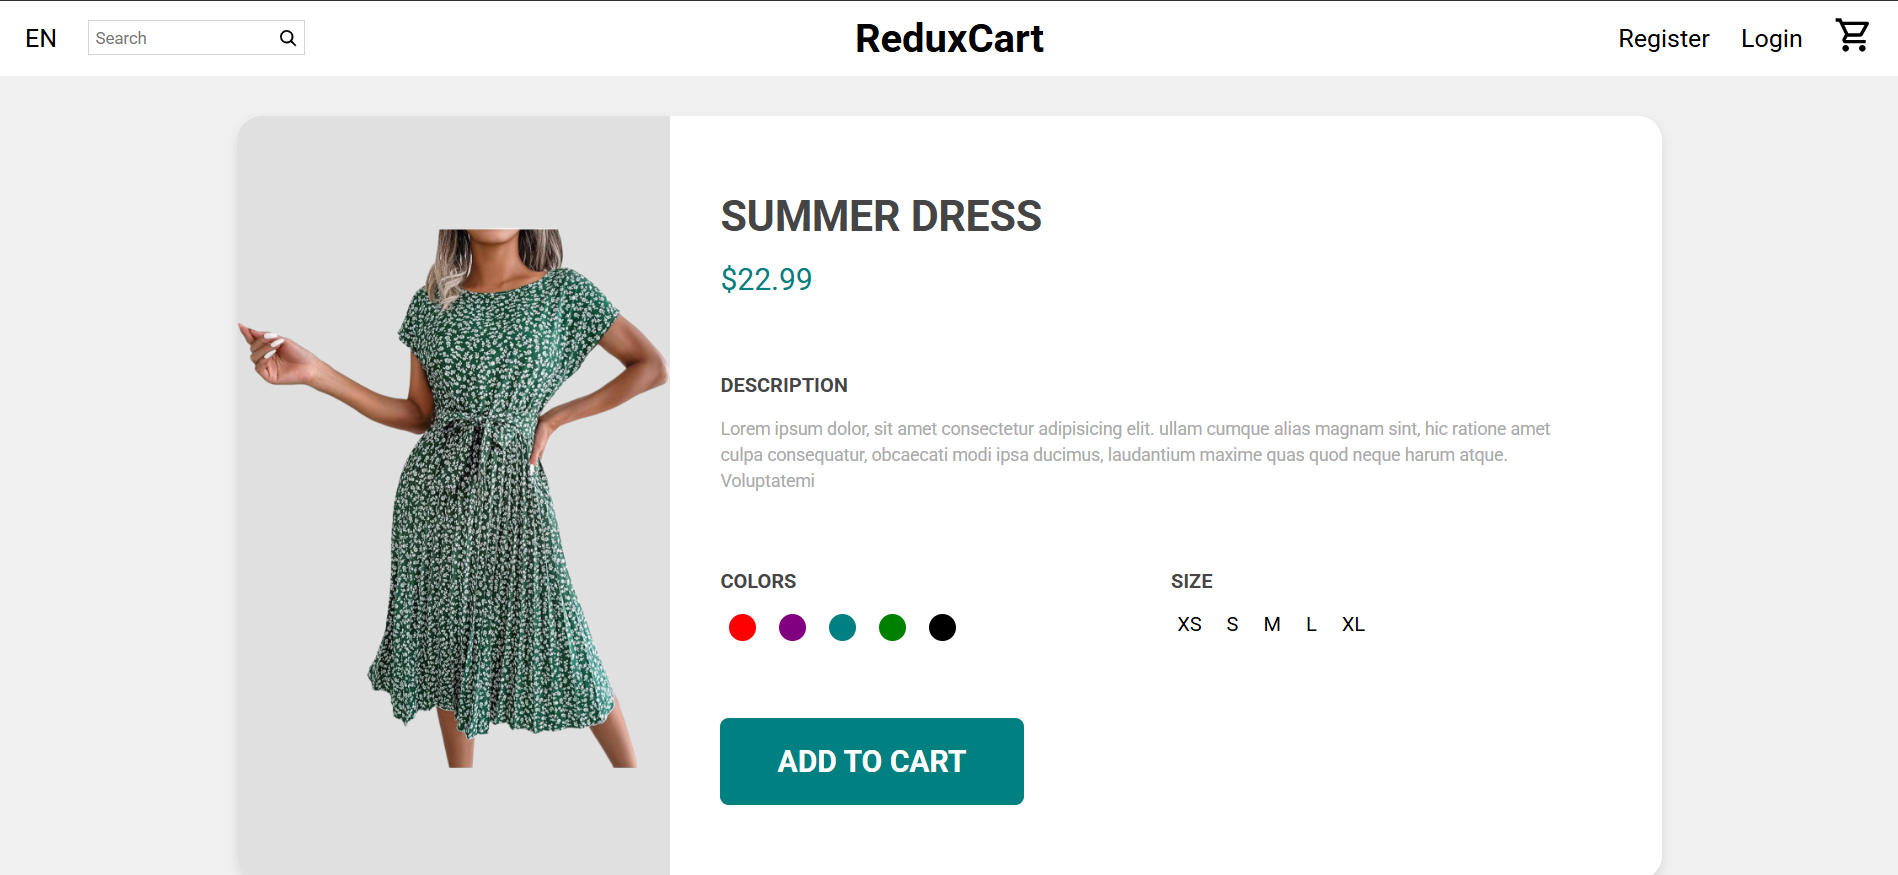 EN
Search
ReduxCart
Register
Login
SUMMER DRESS
$22.99
DESCRIPTION
Lorem ipsum dolor, sit amet consectetur adipisicing elit. ullam cumque alias magnam sint, hic ratione amet
culpa consequatur, obcaecati modi ipsa ducimus, laudantium maxime quas quod neque harum atque.
Voluptatemi
COLORS
SIZE
XS S M L XL
ADD TO CART